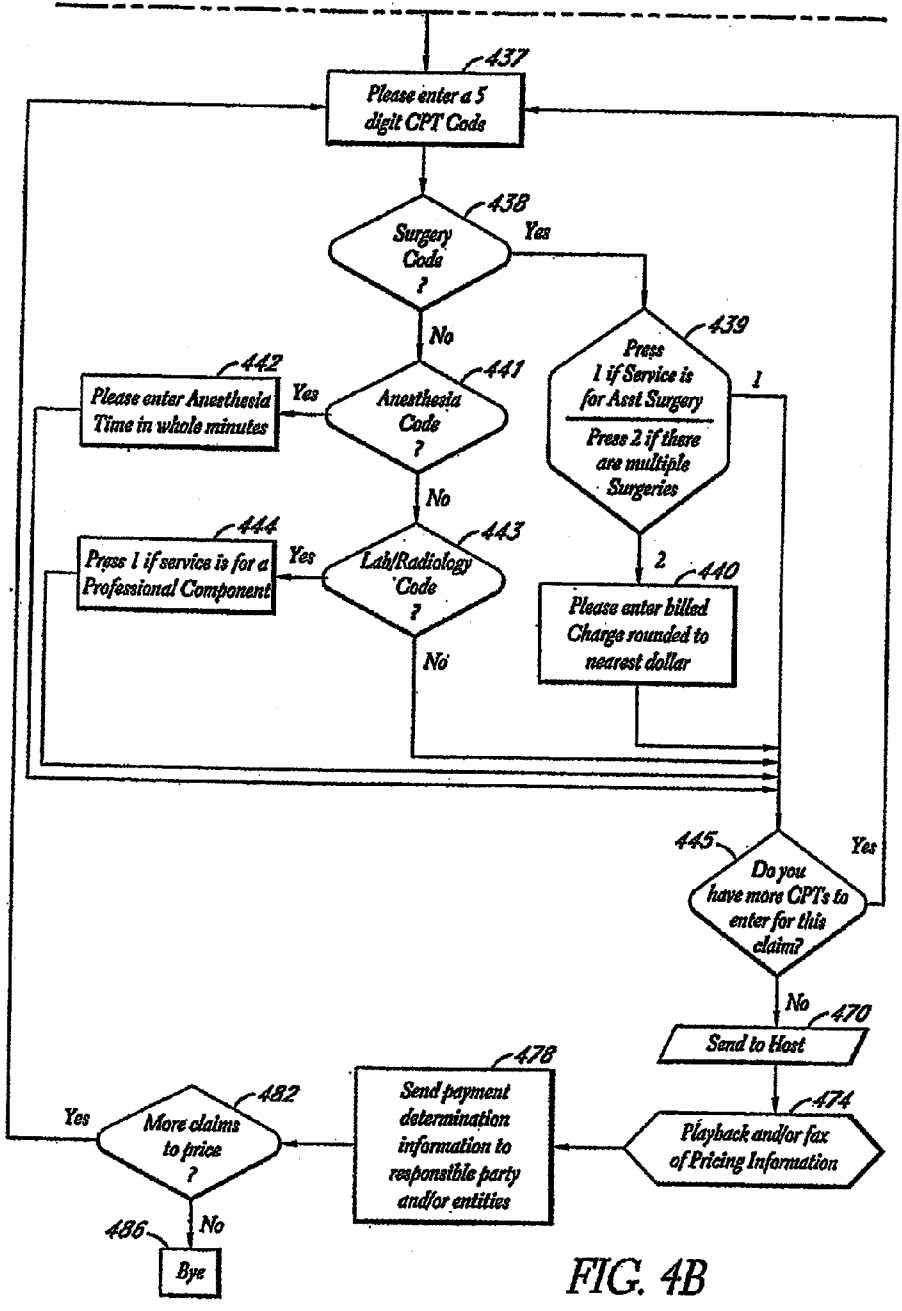 437
Please enter a 5
digit CPT Code
438
Surgery
Code
?
Yes
No
439
Press
1 if Service is
for Asst Surgery
Press 2 if there
are multiple
Surgeries
1
2
442
Please enter Anesthesia
Time in whole minutes
Yes
441
Anesthesia
Code
?
No
444
Press 1 if service is for a
Professional Component
Yes
443
Lab/Radiology
Code
?
No
440
Please enter billed
Charge rounded to
nearest dollar
445
Do you
have more CPTs to
enter for this
claim?
Yes
No
470
Send to Host
474
Playback and/or fax
of Pricing Information
478
Send payment
determination
information to
responsible party
and/or entities
482
More claims
to price
?
Yes
No
486
Bye
FIG. 4B